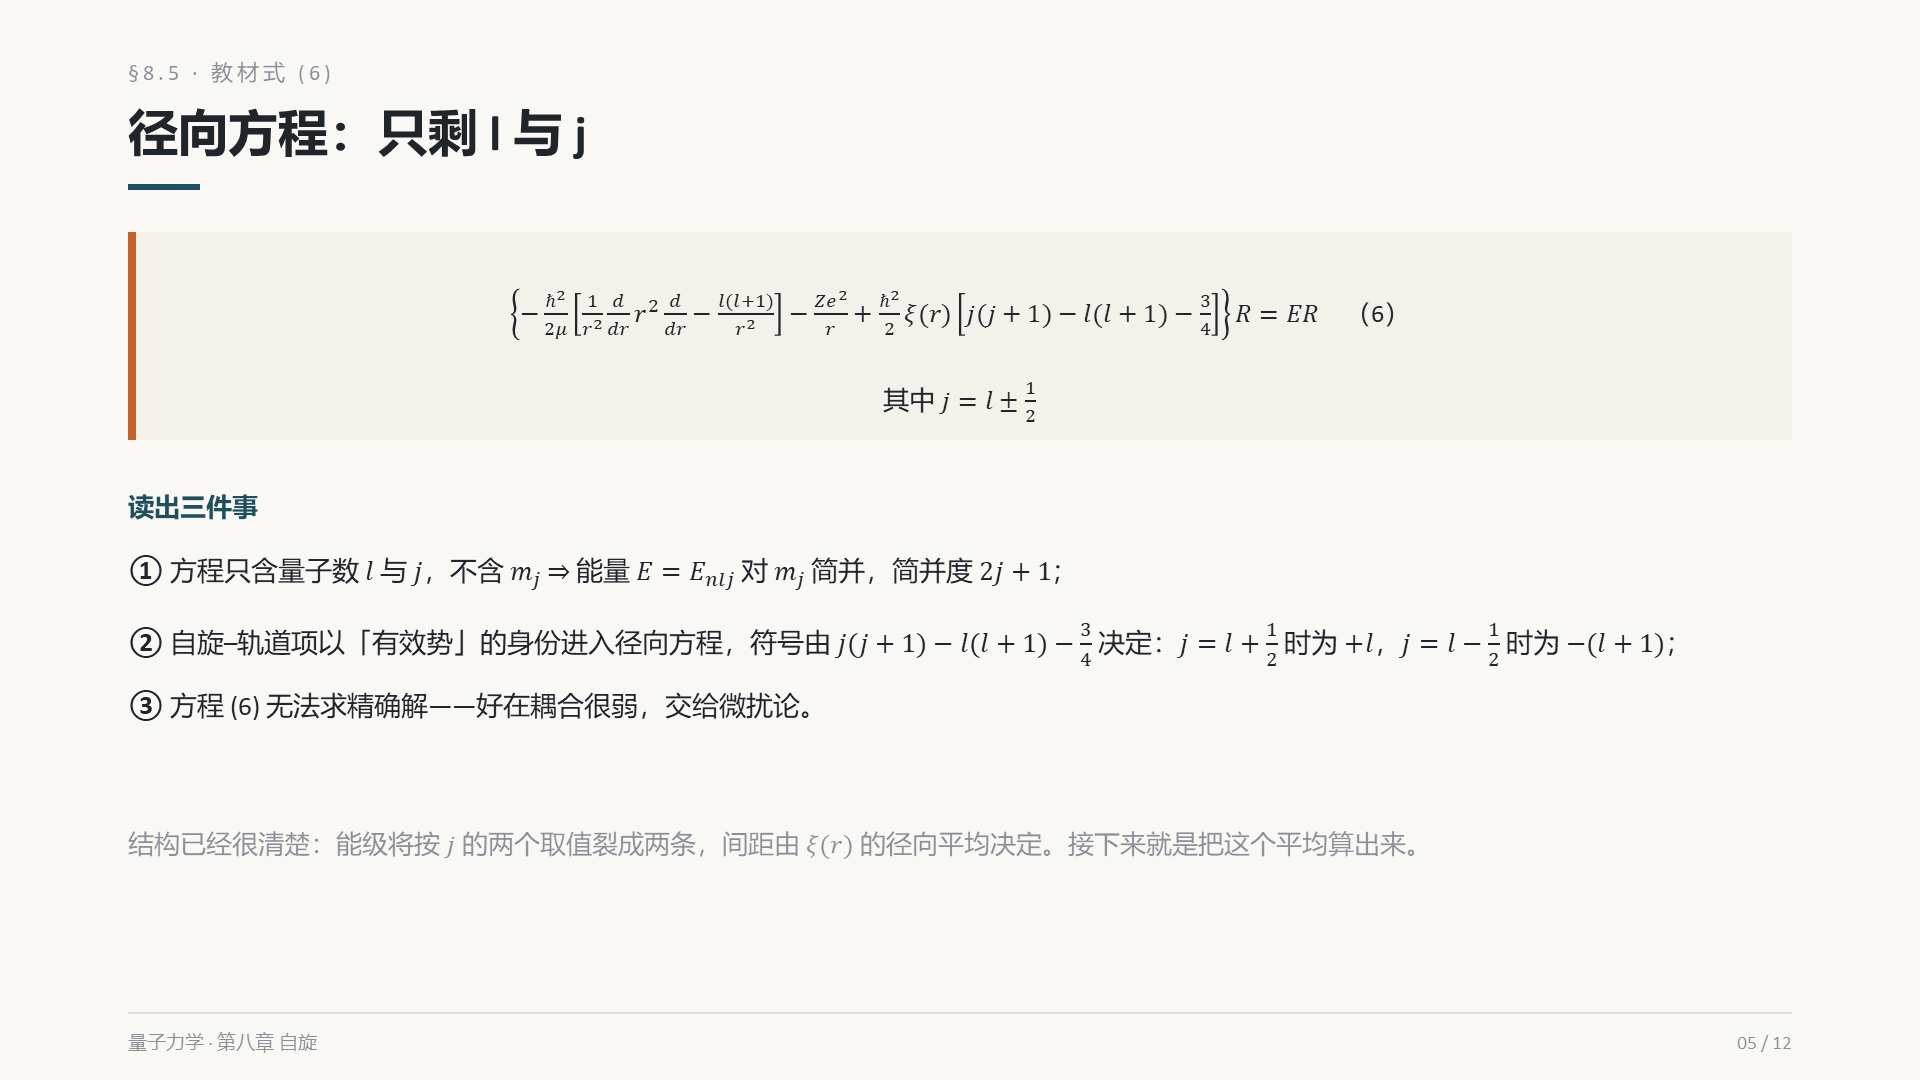 §8.5 · 教材式 (6)
径向方程：只剩 l 与 j
{−ħ²/2μ [1/r² d/dr r² d/dr − l(l+1)/r²] − Ze²/r + ħ²/2 ξ(r) [j(j + 1) − l(l + 1) − 3/4]} R = ER （6）
其中 j = l ± 1/2
读出三件事
① 方程只含量子数 l 与 j，不含 m_j ⇒ 能量 E = E_{nlj} 对 m_j 简并，简并度 2j + 1；
② 自旋–轨道项以「有效势」的身份进入径向方程，符号由 j(j + 1) − l(l + 1) − 3/4 决定：j = l + 1/2 时为 +l，j = l − 1/2 时为 −(l + 1)；
③ 方程 (6) 无法求精确解——好在耦合很弱，交给微扰论。
结构已经很清楚：能级将按 j 的两个取值裂成两条，间距由 ξ(r) 的径向平均决定。接下来就是把这个平均算出来。
量子力学 · 第八章 自旋
05 / 12